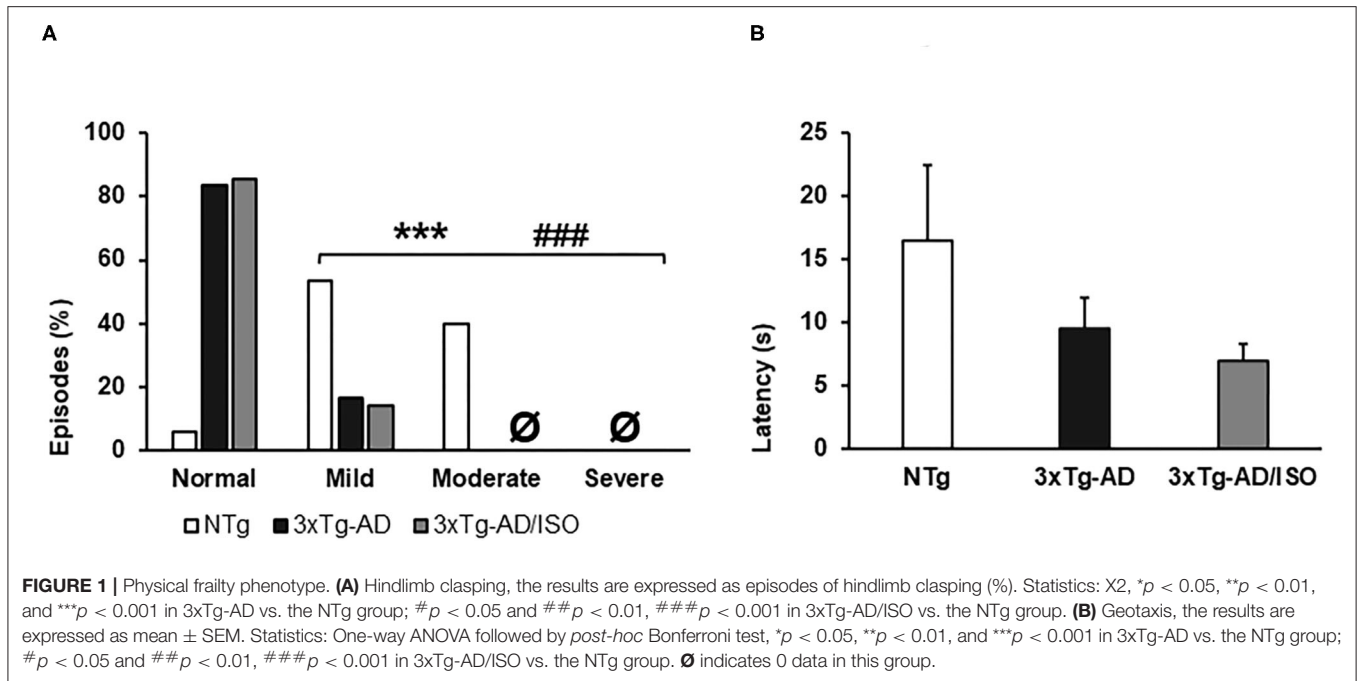 A
B
100
80
60
40
20
0
Episodes (%)
*** ###
Ø Ø
Normal Mild Moderate Severe
NTg 3xTg-AD 3xTg-AD/ISO
25
20
15
10
5
0
Latency (s)
NTg 3xTg-AD 3xTg-AD/ISO
FIGURE 1 | Physical frailty phenotype. (A) Hindlimb clasping, the results are expressed as episodes of hindlimb clasping (%). Statistics: X2, *p < 0.05, **p < 0.01,
and ***p < 0.001 in 3xTg-AD vs. the NTg group; #p < 0.05 and ##p < 0.01, ###p < 0.001 in 3xTg-AD/ISO vs. the NTg group. (B) Geotaxis, the results are
expressed as mean ± SEM. Statistics: One-way ANOVA followed by post-hoc Bonferroni test, *p < 0.05, **p < 0.01, and ***p < 0.001 in 3xTg-AD vs. the NTg group;
#p < 0.05 and ##p < 0.01, ###p < 0.001 in 3xTg-AD/ISO vs. the NTg group. Ø indicates 0 data in this group.